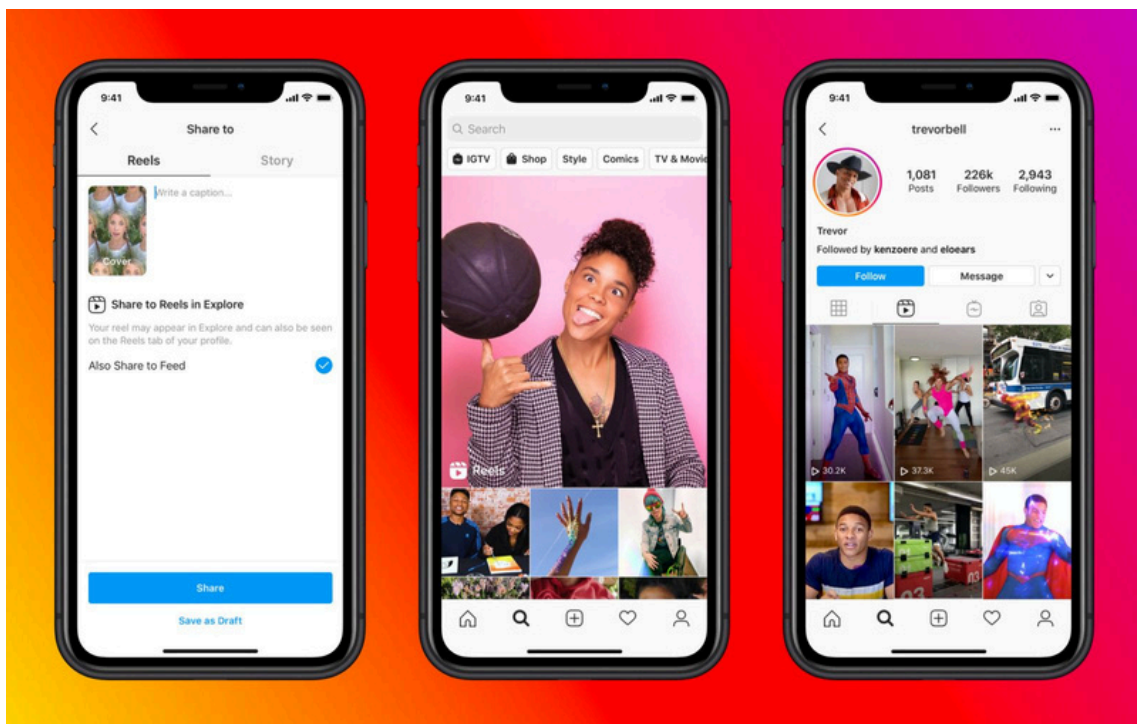 9:41
Share to
Reels
Story
Write a caption...
Cover
Share to Reels in Explore
Your reel may appear in Explore and can also be seen
on the Reels tab of your profile.
Also Share to Feed
Share
Save as Draft
9:41
Search
IGTV
Shop
Style
Comics
TV & Movie
Reels
9:41
trevorbell
1,081
Posts
226k
Followers
2,943
Following
Trevor
Followed by kenzoere and eloears
Follow
Message
30.2K
37.3K
45K
03
03